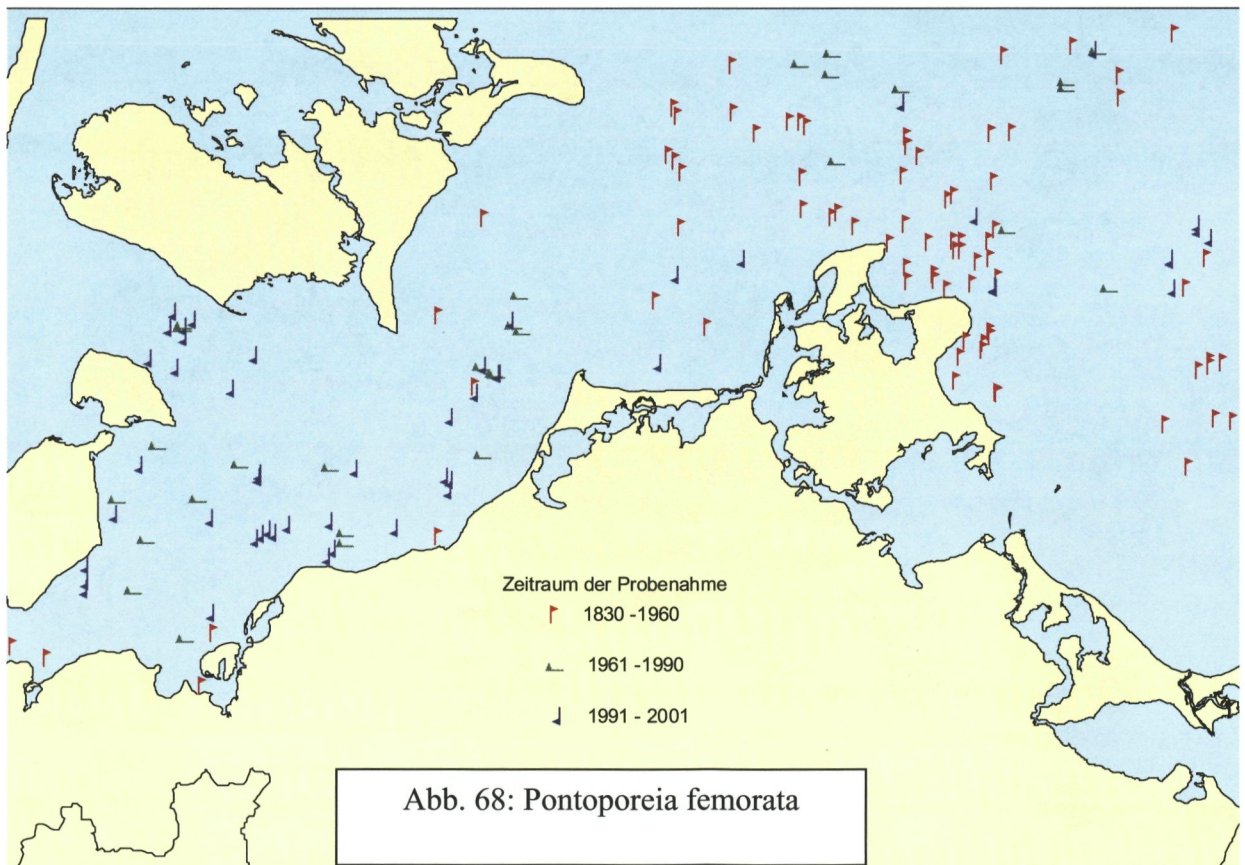 Zeitraum der Probenahme
1830 -1960
1961 -1990
1991 - 2001
Abb. 68: Pontoporeia femorata